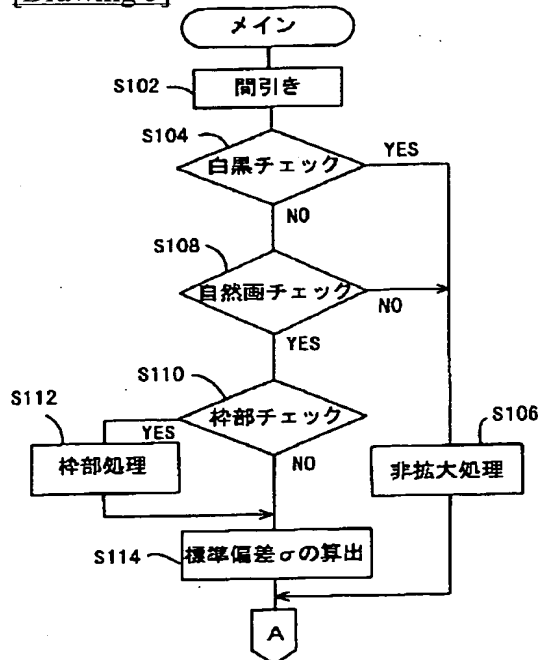 メイン
S102
間引き
S104
白黒チェック
YES
NO
S108
自然画チェック
NO
YES
S110
枠部チェック
S112
YES
NO
S106
枠部処理
非拡大処理
S114
標準偏差σの算出
A